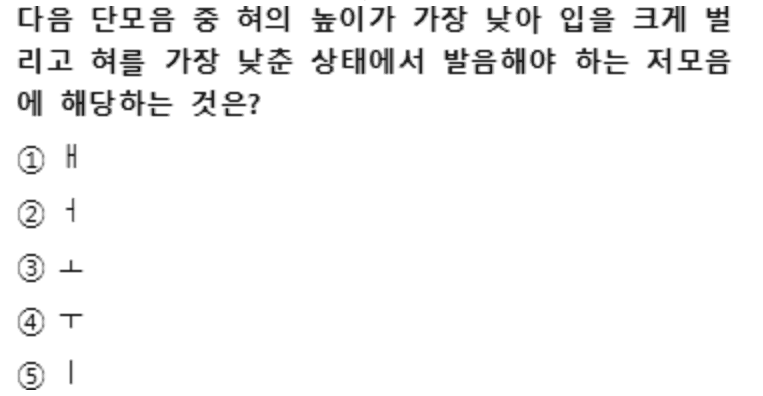 다음 단모음 중 혀의 높이가 가장 낮아 입을 크게 벌
리고 혀를 가장 낮춘 상태에서 발음해야 하는 저모음
에 해당하는 것은?
① ㅐ
② ㅓ
③ ㅗ
④ ㅜ
⑤ ㅣ